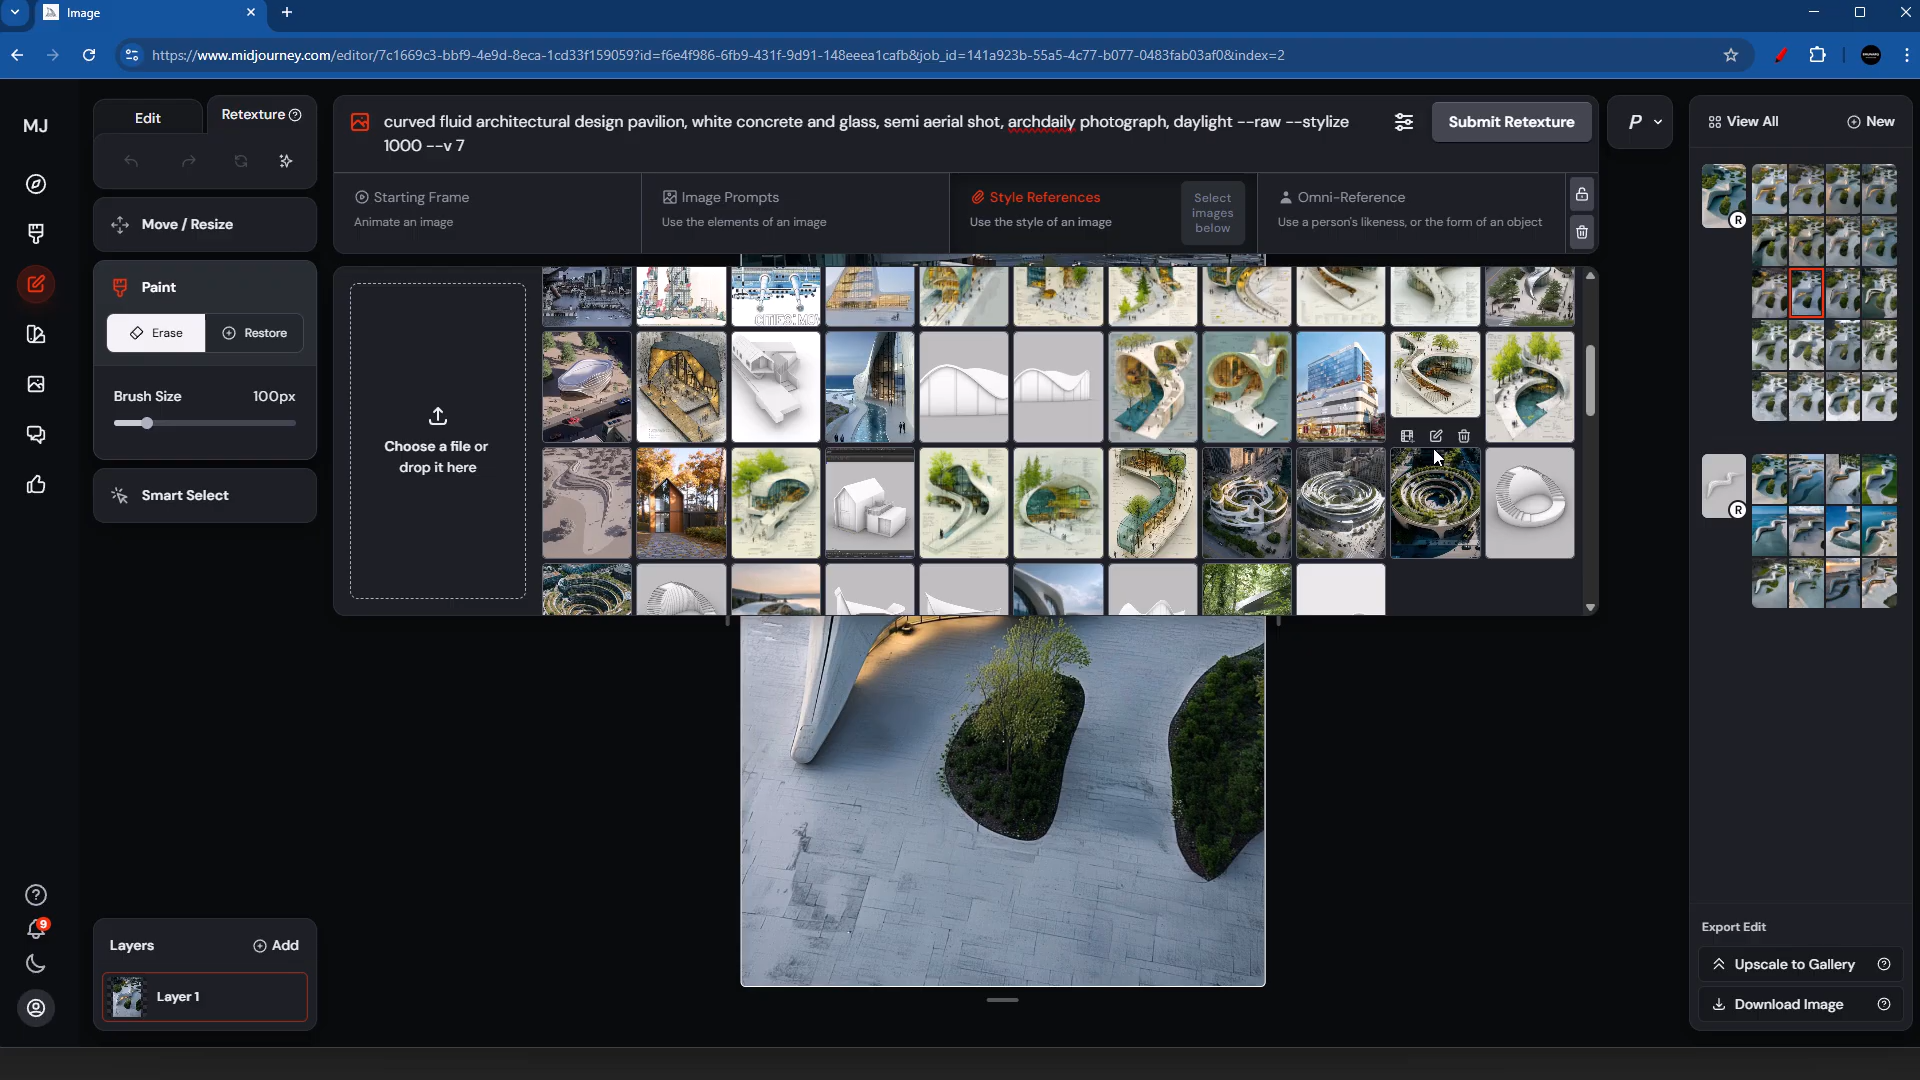 Image
https://www.midjourney.com/editor/7c1669c3-bbf9-4e9d-8eca-1cd33f159059?id=f6e4f986-6fb9-431f-9d91-148eeea1cafb&job_id=141a923b-55a5-4c77-b077-0483fab03af0&index=2
MJ
Edit
Retexture
curved fluid architectural design pavilion, white concrete and glass, semi aerial shot, archdaily photograph, daylight --raw --stylize
1000 --v 7
Submit Retexture
P
View All
New
Starting Frame
Animate an image
Image Prompts
Use the elements of an image
Style References
Use the style of an image
Select
images
below
Omni-Reference
Use a person's likeness, or the form of an object
Move / Resize
Paint
Erase
Restore
Brush Size
100px
Smart Select
Choose a file or
drop it here
CITIES: MOV
R
R
9
Layers
Add
Layer 1
Export Edit
Upscale to Gallery
Download Image